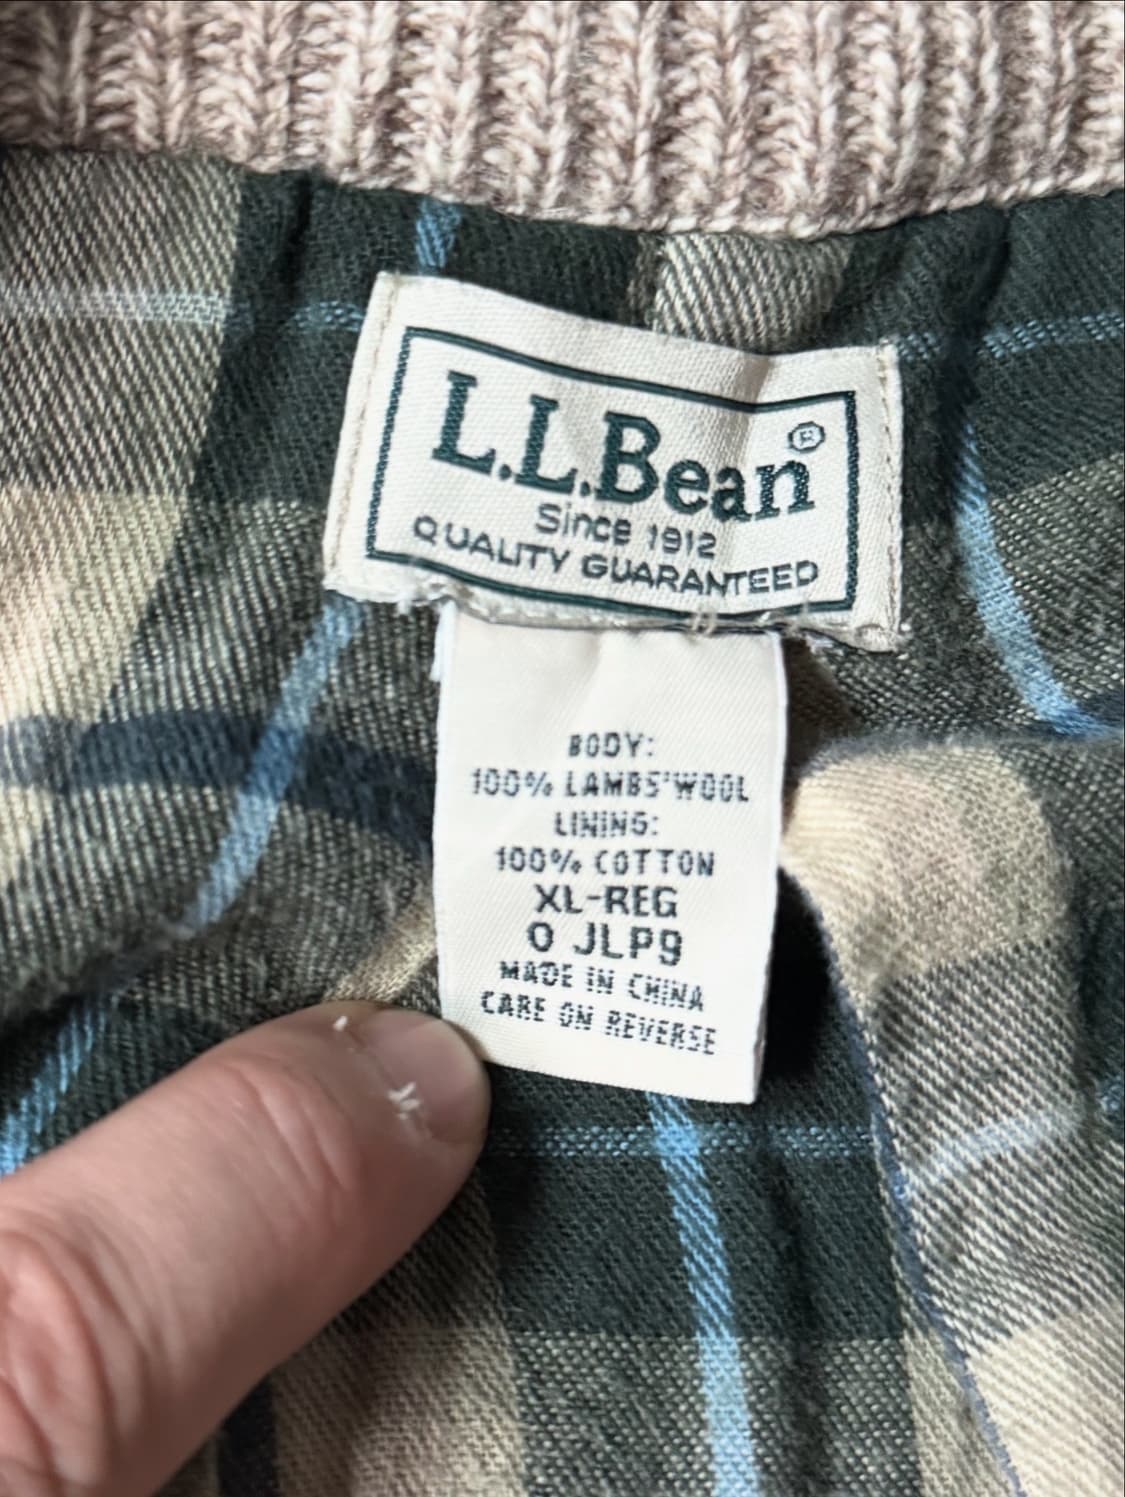 L.L.Bean®
Since 1912
QUALITY GUARANTEED
BODY:
100% LAMBS'WOOL
LINING:
100% COTTON
XL-REG
0 JLP9
MADE IN CHINA
CARE ON REVERSE